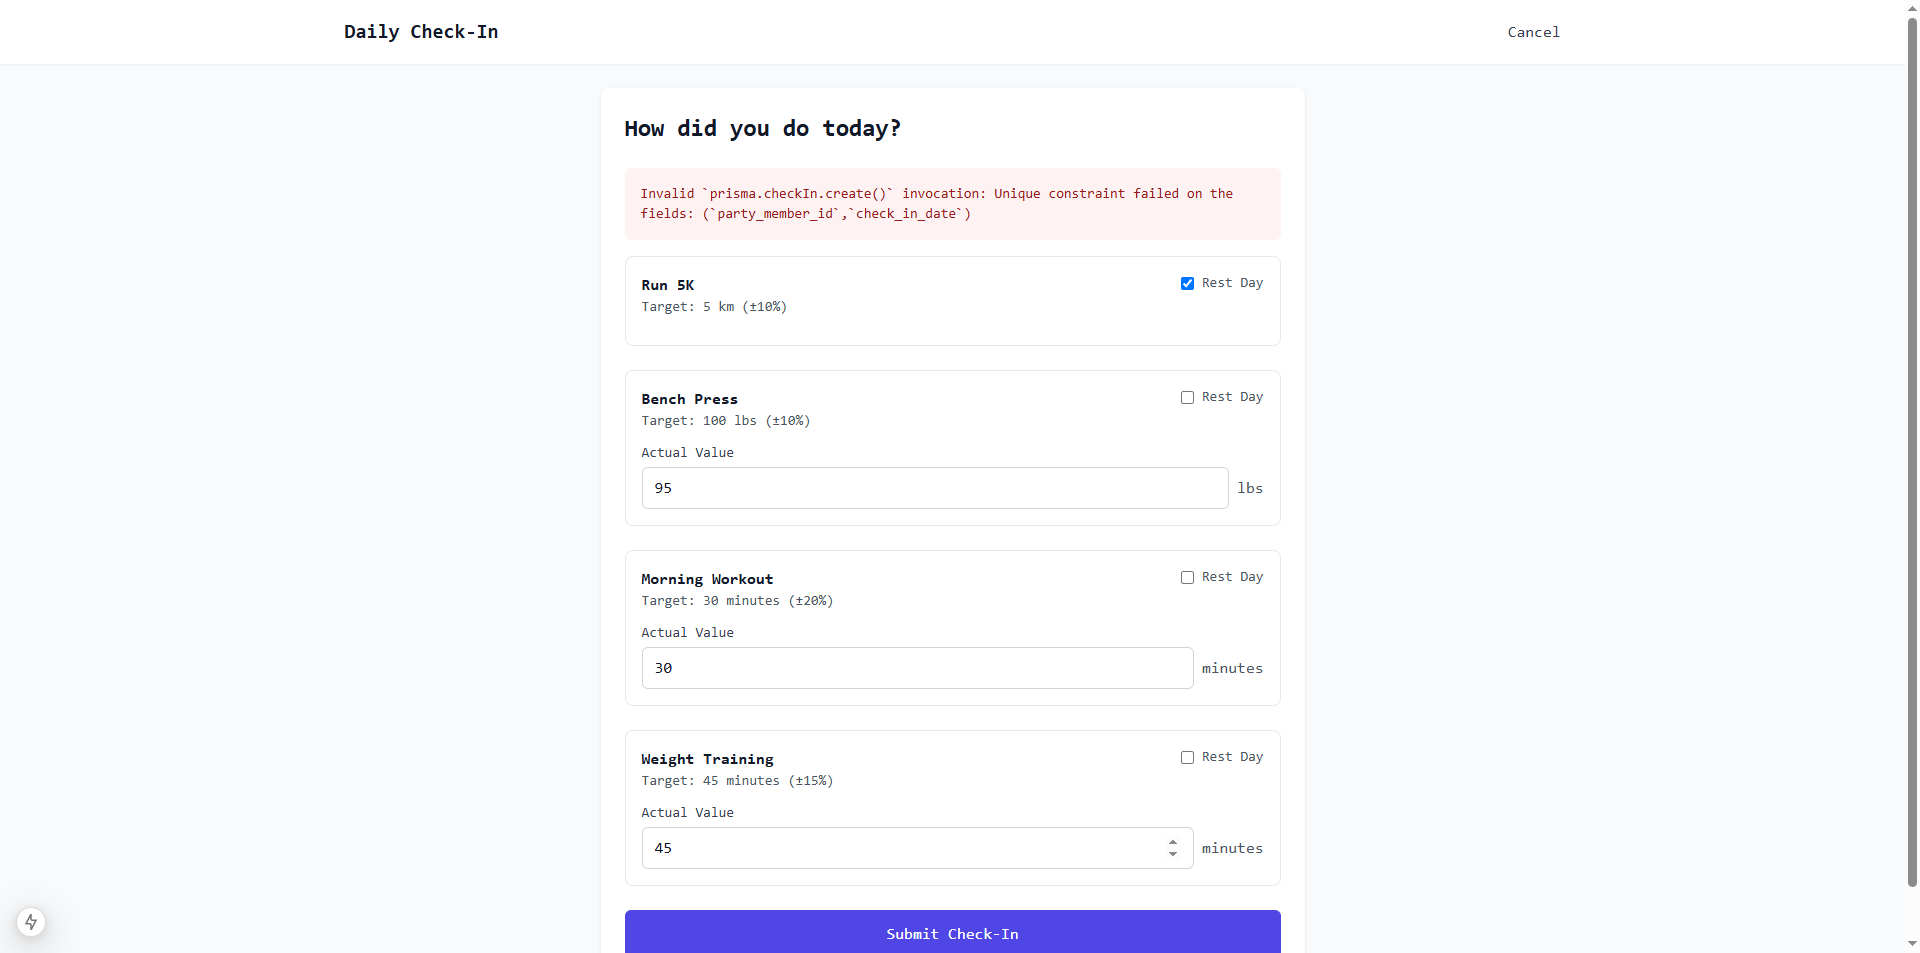 Daily Check-In
Cancel
How did you do today?
Invalid `prisma.checkIn.create()` invocation: Unique constraint failed on the
fields: (`party_member_id`,`check_in_date`)
Run 5K
Rest Day
Target: 5 km (±10%)
Bench Press
Rest Day
Target: 100 lbs (±10%)
Actual Value
95
lbs
Morning Workout
Rest Day
Target: 30 minutes (±20%)
Actual Value
30
minutes
Weight Training
Rest Day
Target: 45 minutes (±15%)
Actual Value
45
minutes
Submit Check-In